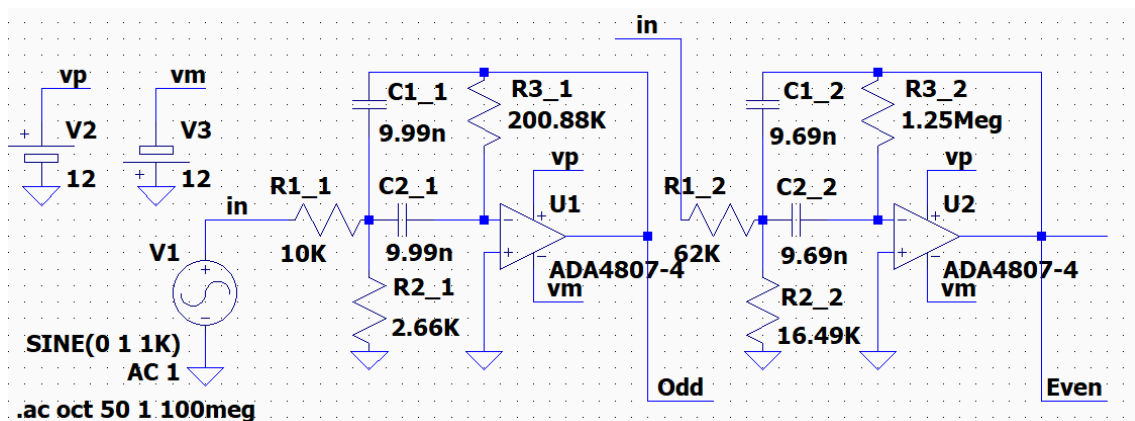 in
vp
vm
V2
V3
12
12
C1_1
9.99n
R3_1
200.88K
vp
U1
R1_1
10K
C2_1
9.99n
ADA4807-4
vm
R2_1
2.66K
in
V1
SINE(0 1 1K)
AC 1
.ac oct 50 1 100meg
Odd
C1_2
9.69n
R3_2
1.25Meg
vp
U2
R1_2
62K
C2_2
9.69n
ADA4807-4
vm
R2_2
16.49K
Even